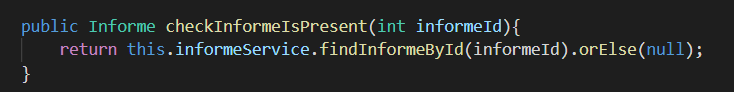 public Informe checkInformeIsPresent(int informeId){
    return this.informeService.findInformeById(informeId).orElse(null);
}